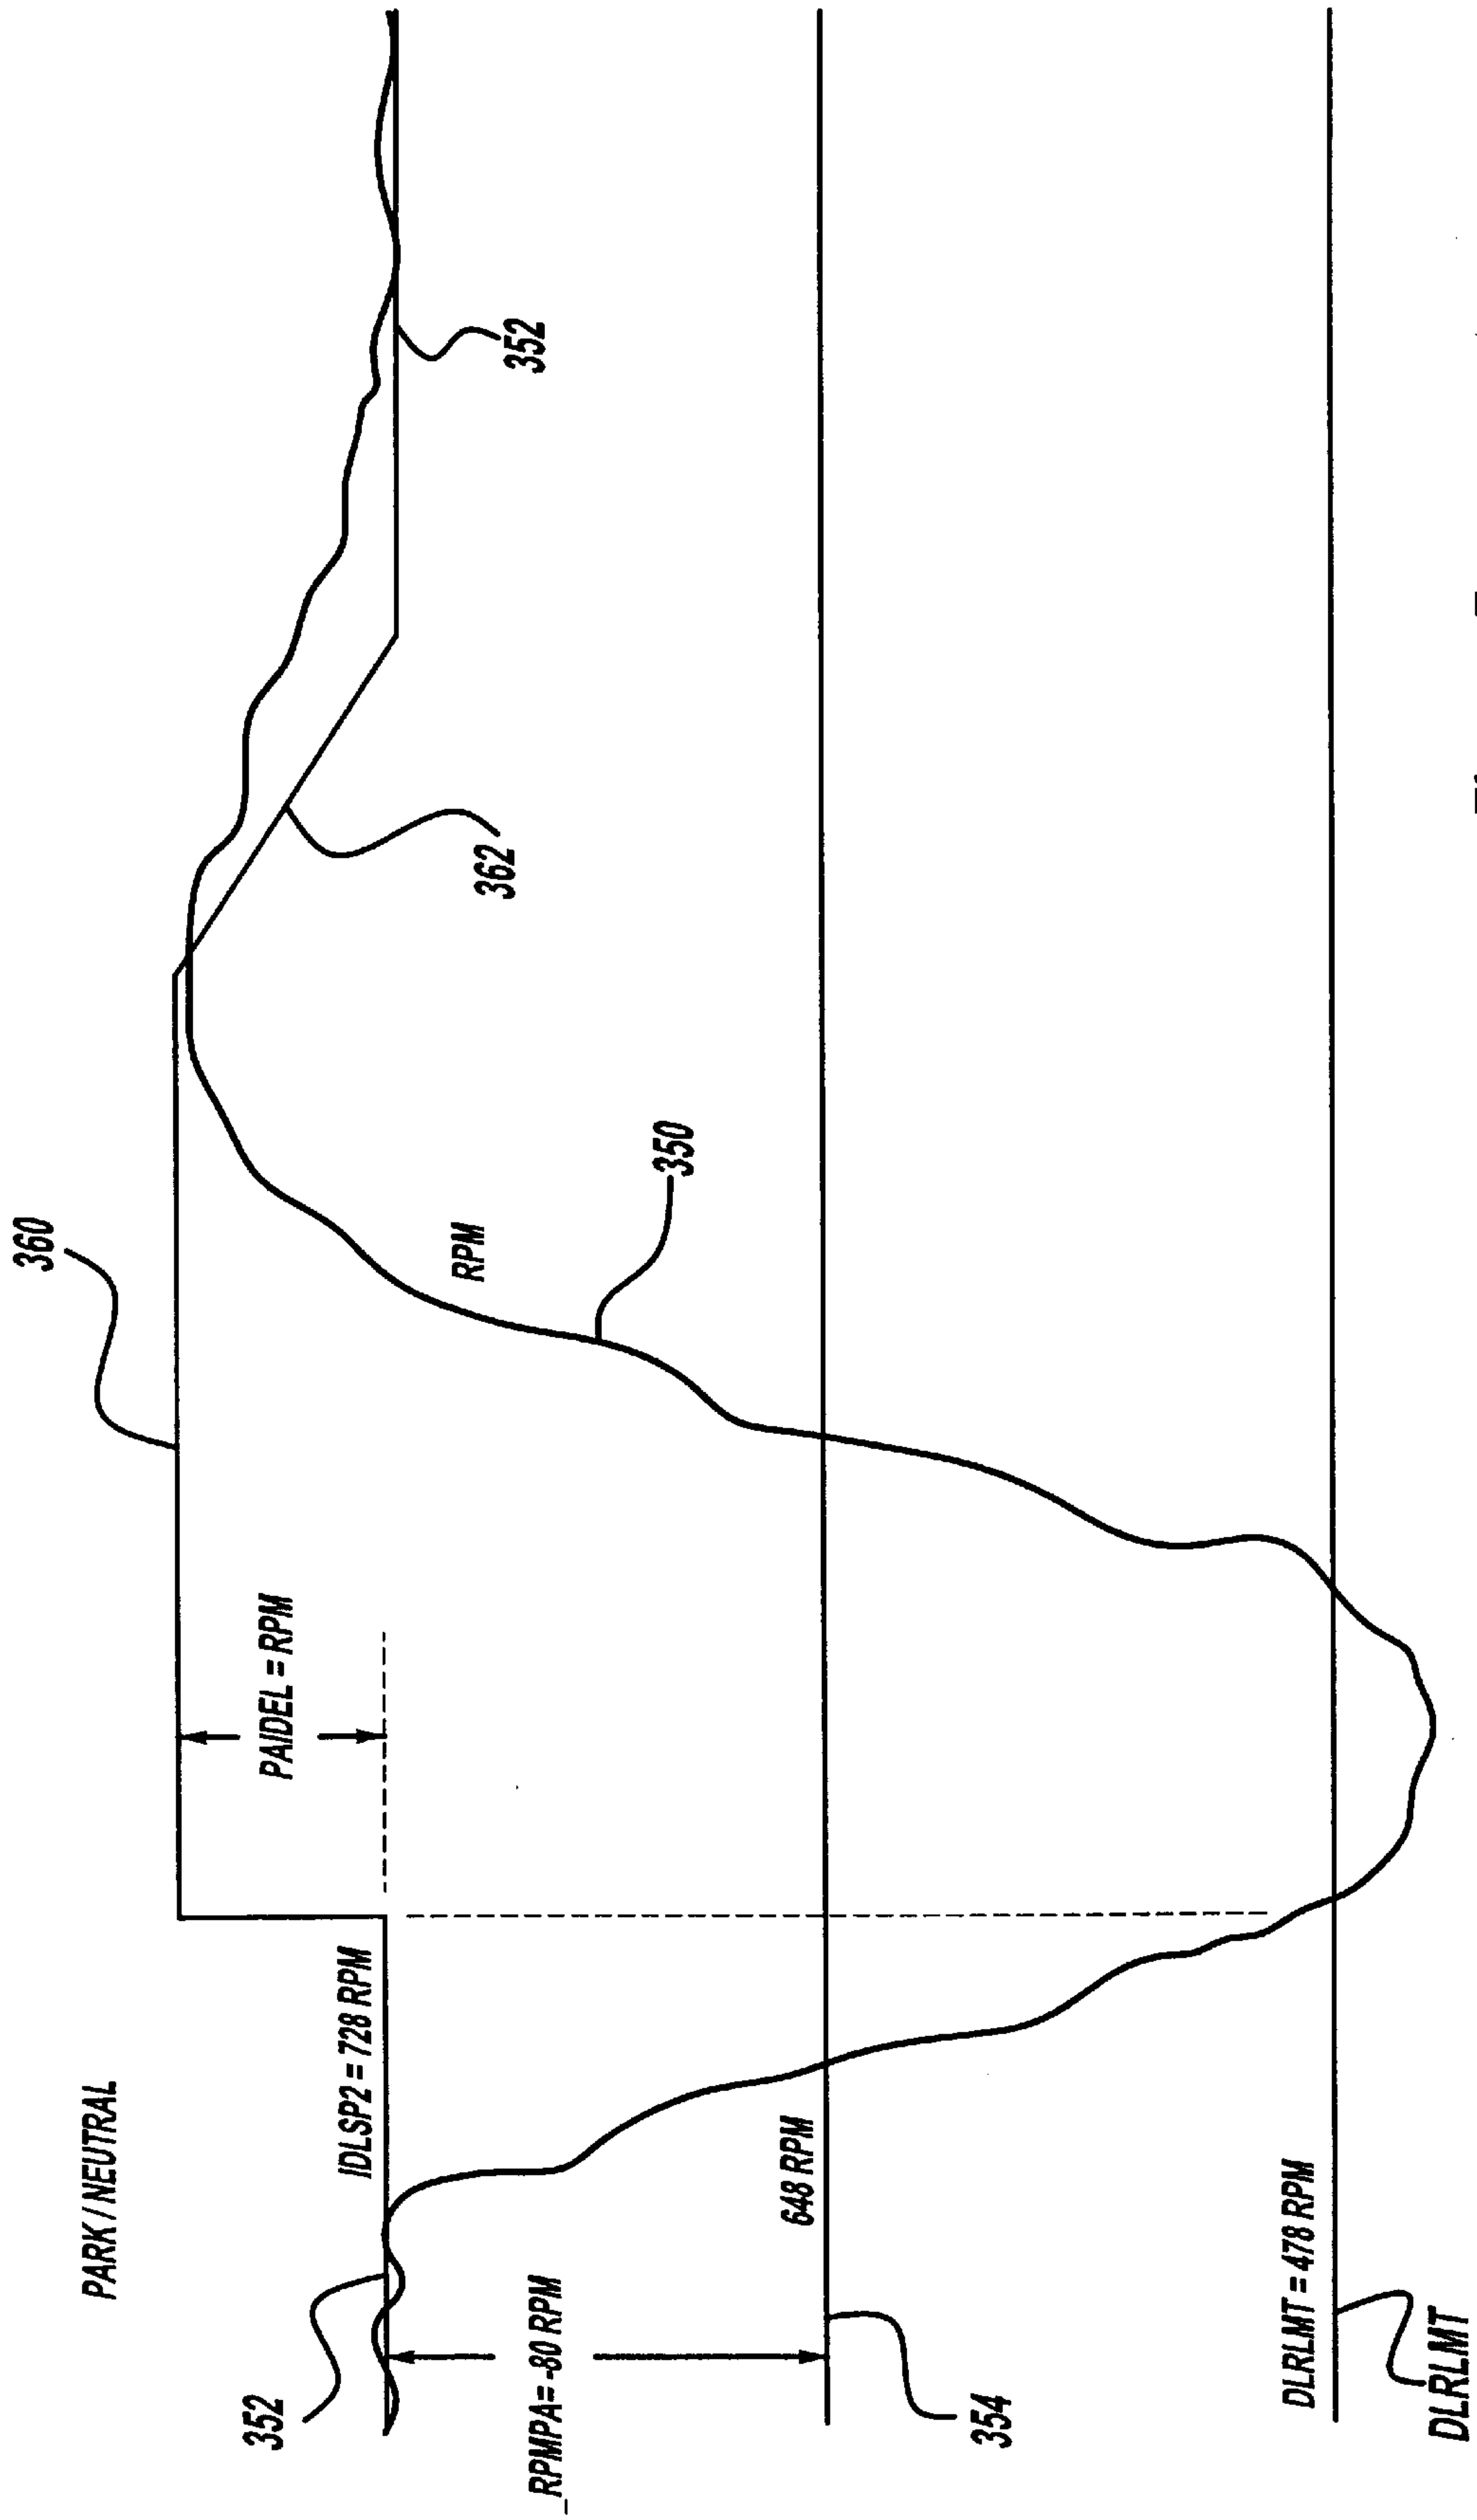 PARK/NEUTRAL
360
352
IDLSP2 = 728 RPM
PAIDEL = RPM
RPM
350
362
352
RPMPA = -80 RPM
648 RPM
354
DLRLMT = 478 RPM
DLRLMT